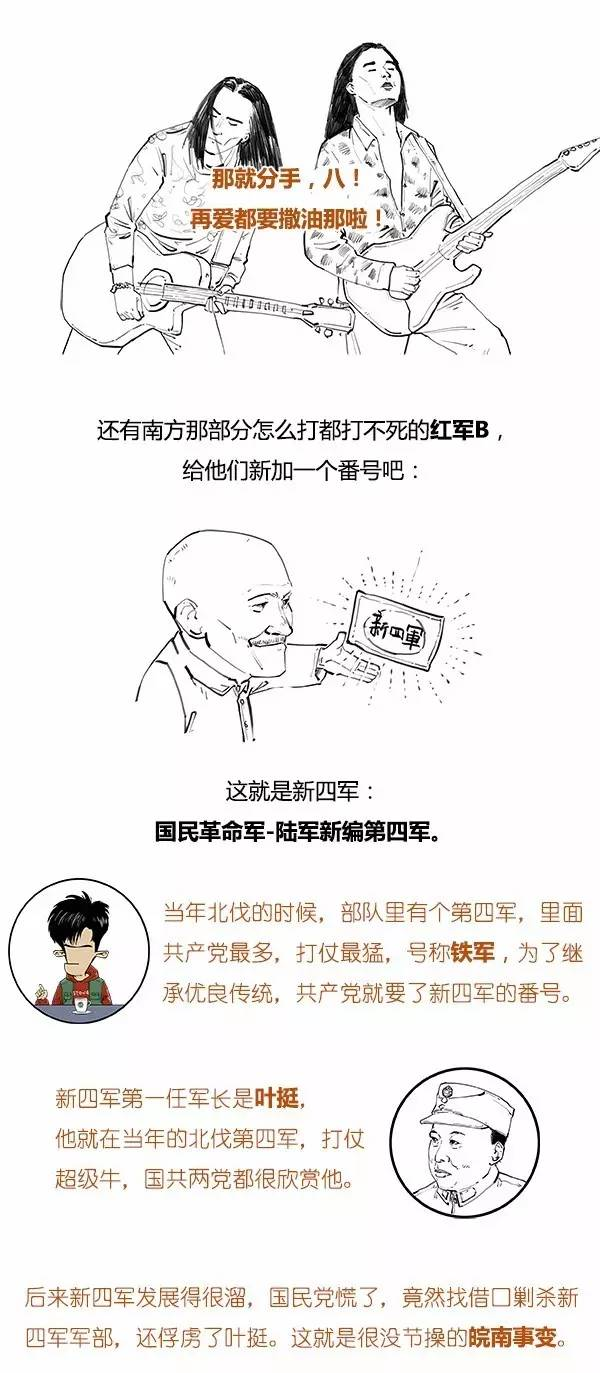 那就分手，八！
再爱都要撒油那啦！
还有南方那部分怎么打都打不死的红军B，
给他们新加一个番号吧：
新四軍
这就是新四军：
国民革命军-陆军新编第四军。
当年北伐的时候，部队里有个第四军，里面
共产党最多，打仗最猛，号称铁军，为了继
承优良传统，共产党就要了新四军的番号。
新四军第一任军长是叶挺，
他就在当年的北伐第四军，打仗
超级牛，国共两党都很欣赏他。
后来新四军发展得很溜，国民党慌了，竟然找借口剿杀新
四军军部，还俘虏了叶挺。这就是很没节操的皖南事变。